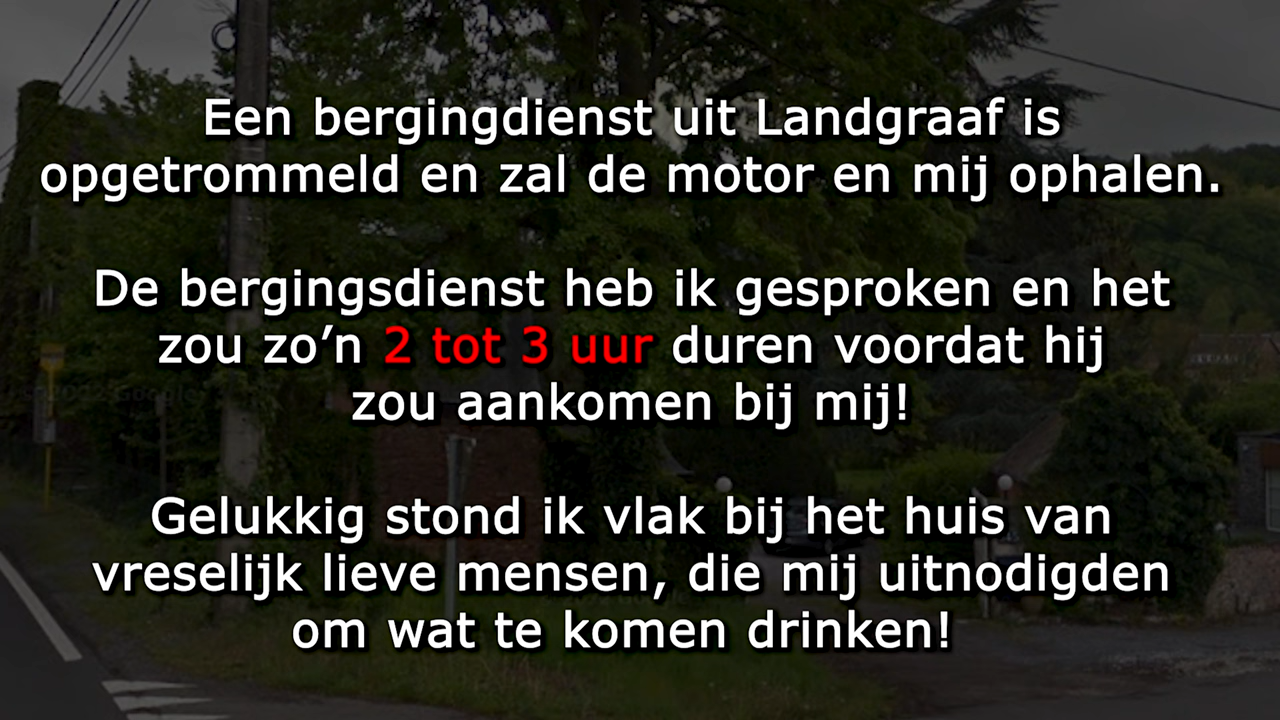 Een bergingdienst uit Landgraaf is
opgetrommeld en zal de motor en mij ophalen.
De bergingsdienst heb ik gesproken en het
zou zo’n 2 tot 3 uur duren voordat hij
zou aankomen bij mij!
Gelukkig stond ik vlak bij het huis van
vreselijk lieve mensen, die mij uitnodigden
om wat te komen drinken!